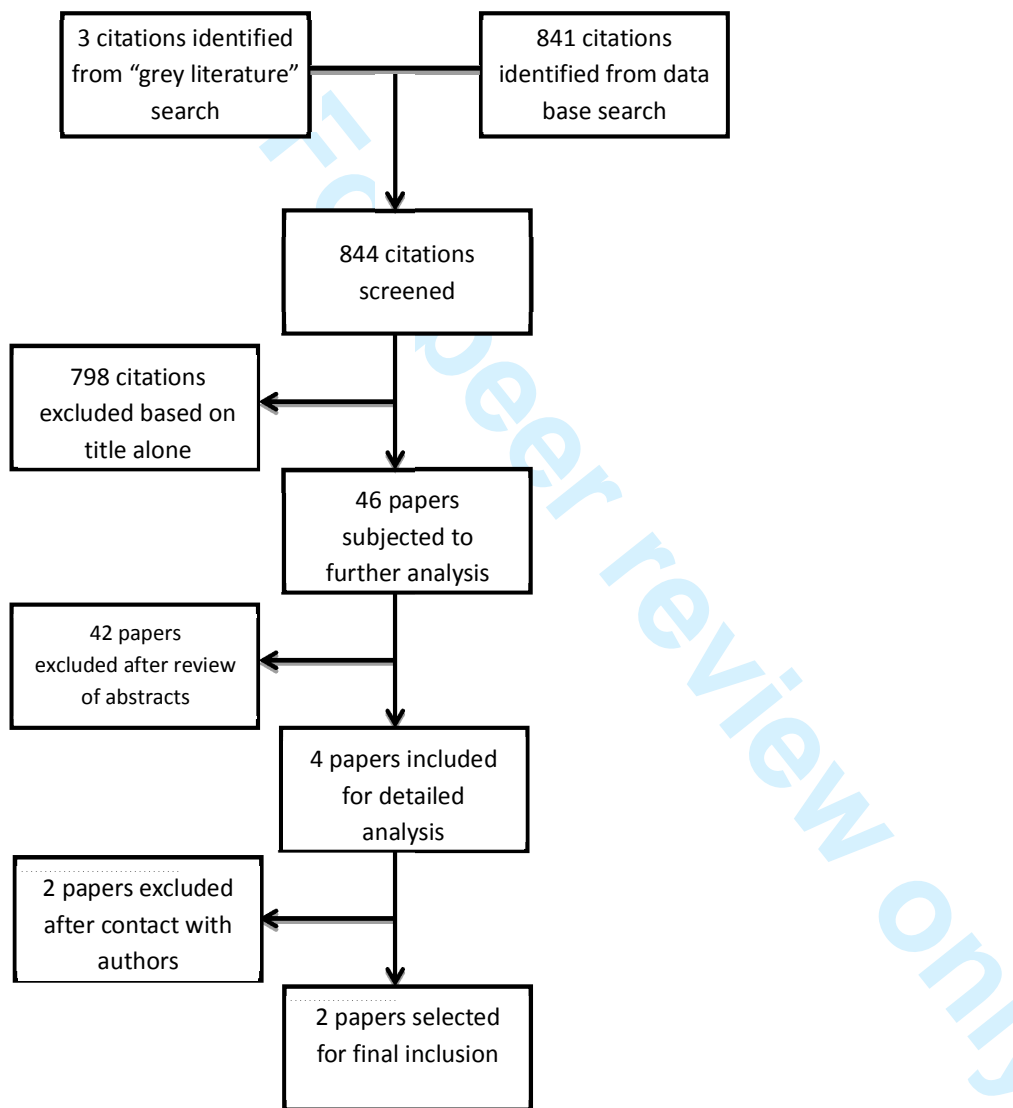 3 citations identified
from “grey literature”
search
841 citations
identified from data
base search
844 citations
screened
798 citations
excluded based on
title alone
46 papers
subjected to
further analysis
42 papers
excluded after review
of abstracts
4 papers included
for detailed
analysis
2 papers excluded
after contact with
authors
2 papers selected
for final inclusion
For peer review only